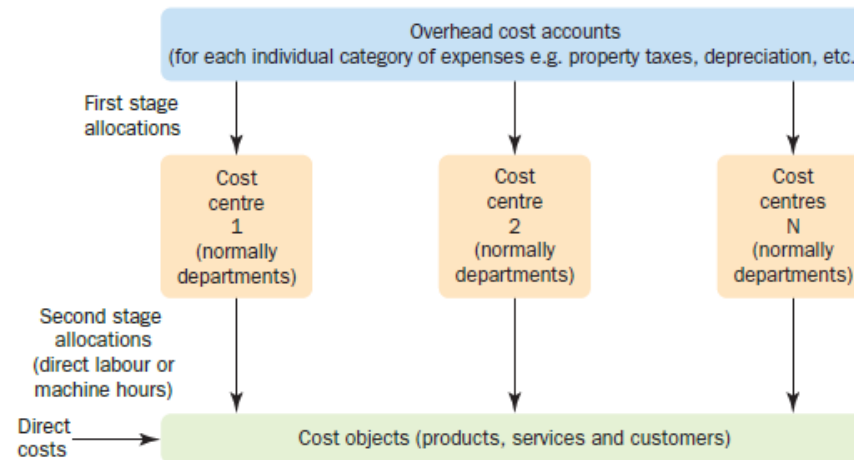 Overhead cost accounts
(for each individual category of expenses e.g. property taxes, depreciation, etc.
First stage
allocations
Cost
centre
1
(normally
departments)
Cost
centre
2
(normally
departments)
Cost
centres
N
(normally
departments)
Second stage
allocations
(direct labour or
machine hours)
Direct
costs
Cost objects (products, services and customers)